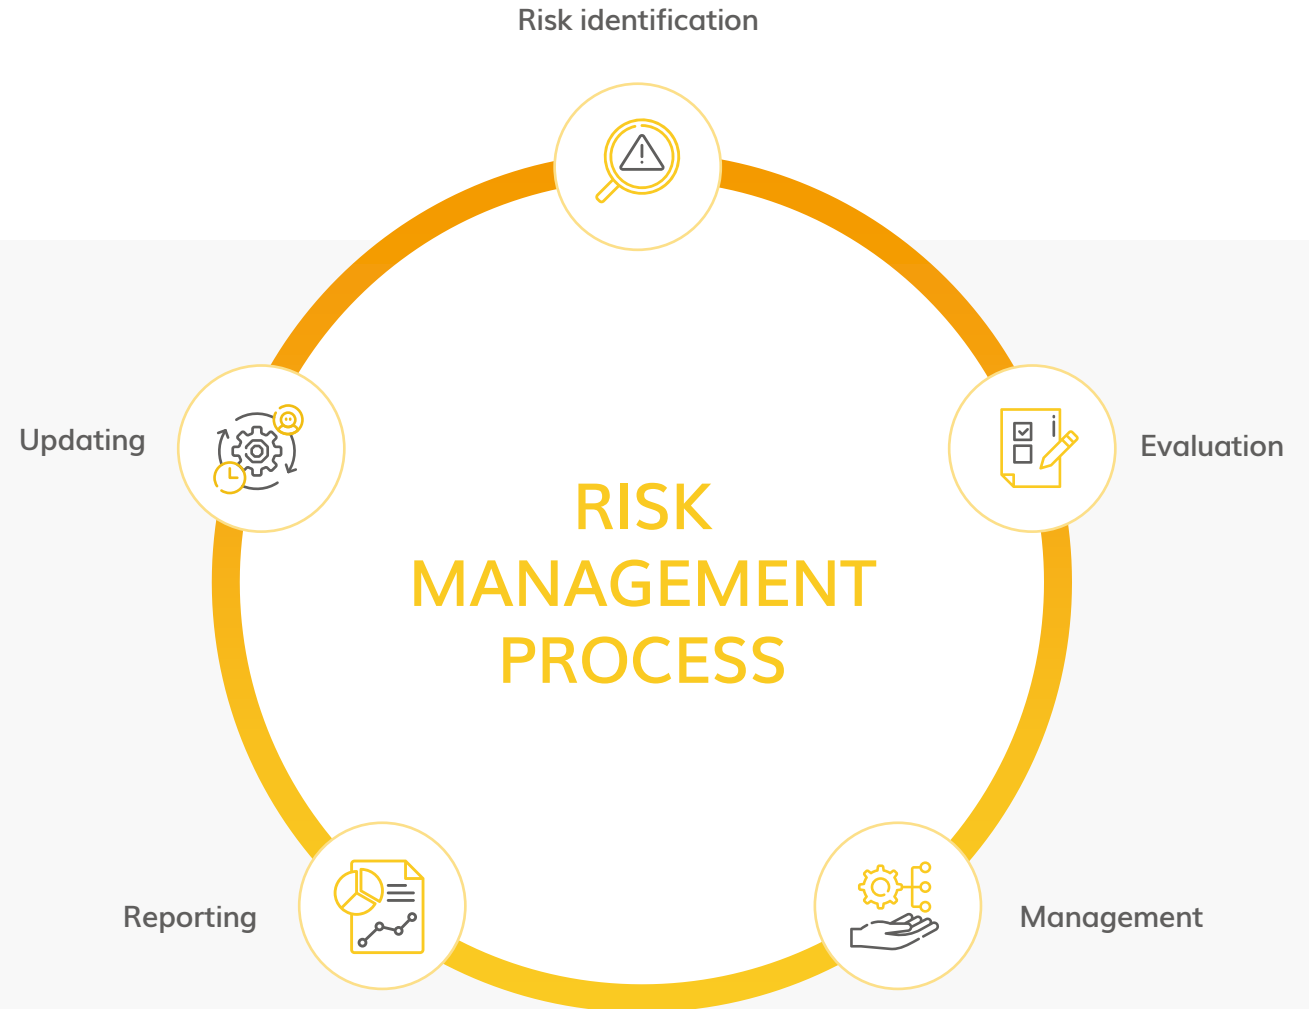 Risk identification
Updating
Evaluation
RISK
MANAGEMENT
PROCESS
Reporting
Management